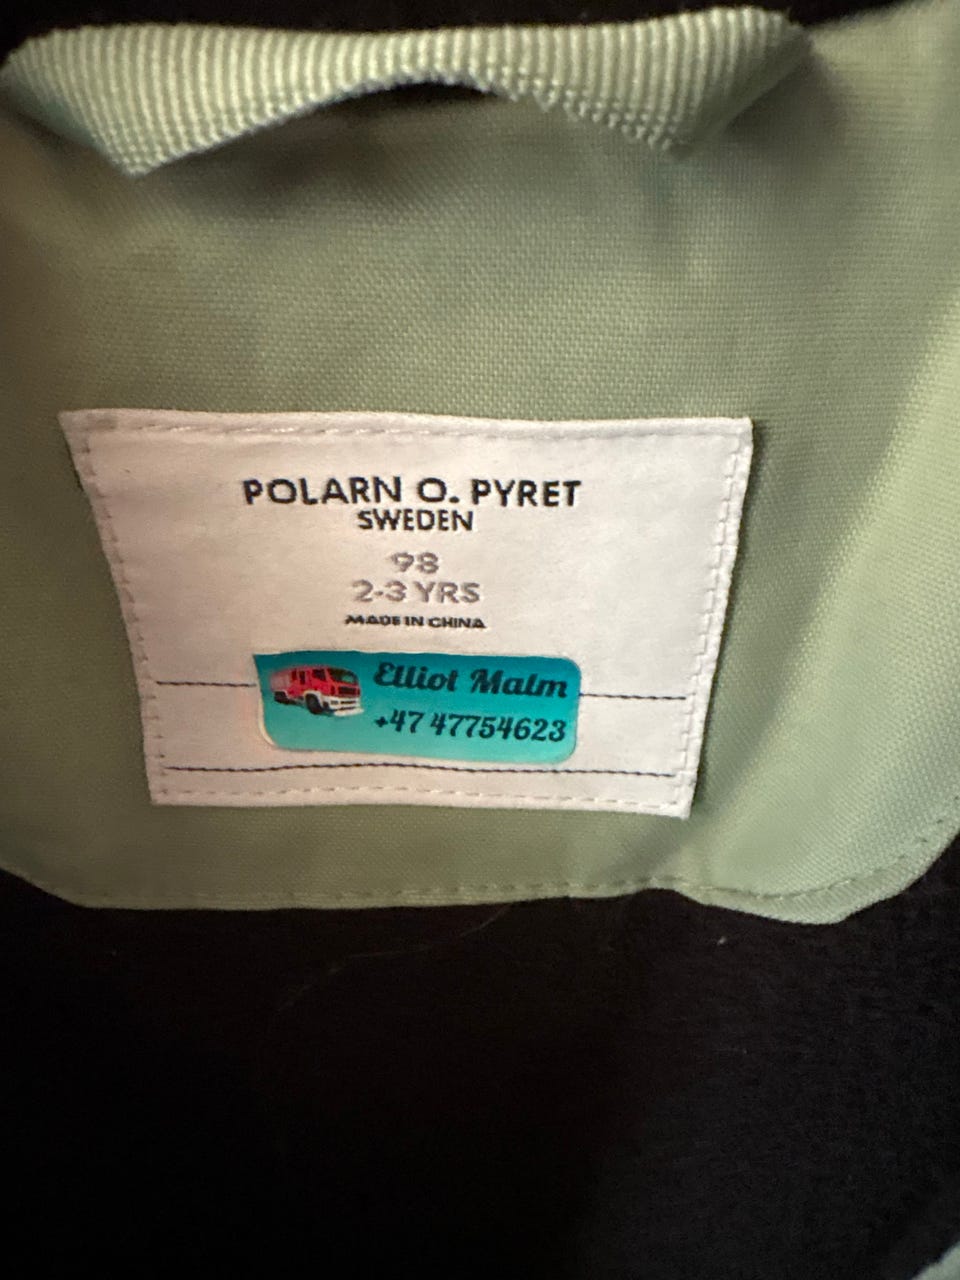 POLARN O. PYRET
SWEDEN
98
2-3 YRS
MADE IN CHINA
Elliot Malm
+47 47754623